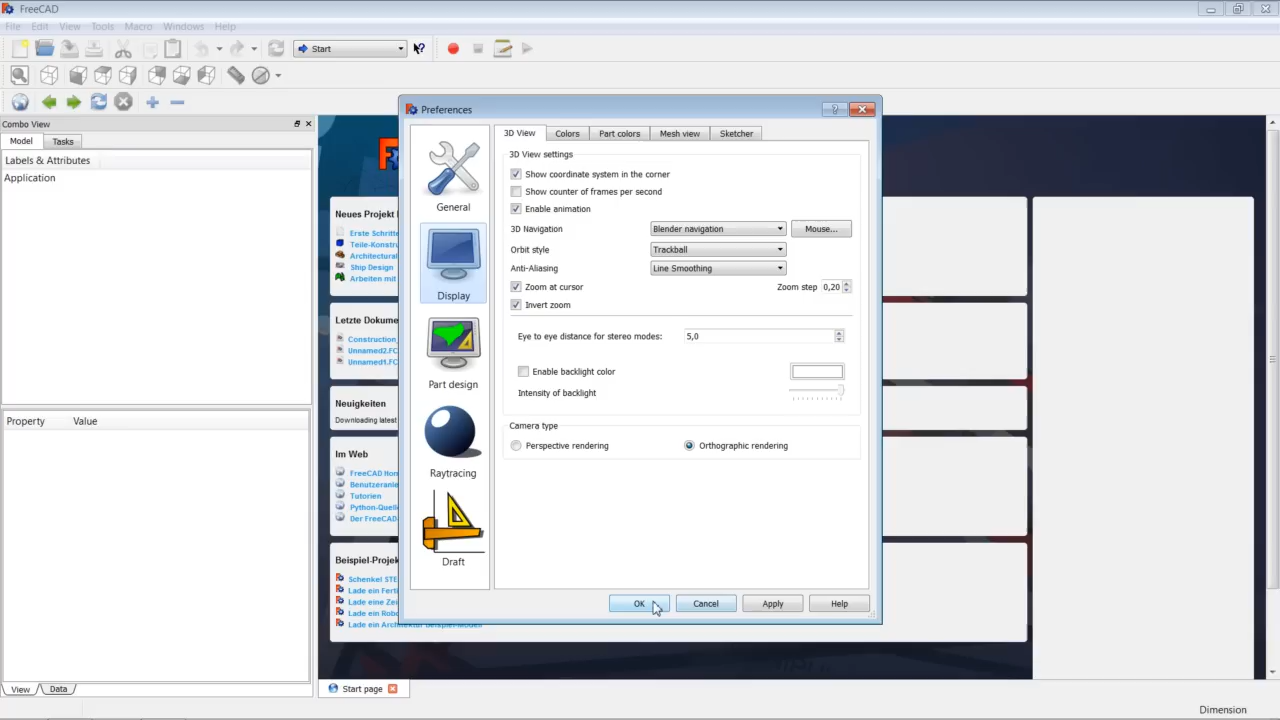 FreeCAD
File Edit View Tools Macro Windows Help
Start
Combo View
Model Tasks
Labels & Attributes
Application
Property Value
View Data
Neues Projekt
Erste Schritte
Teile-Konstru
Architectural
Ship Design
Arbeiten mit
Letzte Dokume
Construction_
Unnamed2.FC
Unnamed1.FC
Neuigkeiten
Downloading latest
Im Web
FreeCAD Hom
Benutzeranle
Tutorien
Python-Quelle
Der FreeCAD-
Beispiel-Projek
Schenkel STE
Lade ein Ferti
Lade eine Zei
Lade ein Robo
Lade ein Architektur Beispiel-Modell
Preferences
General
Display
Part design
Raytracing
Draft
3D View Colors Part colors Mesh view Sketcher
3D View settings
Show coordinate system in the corner
Show counter of frames per second
Enable animation
3D Navigation Blender navigation Mouse...
Orbit style Trackball
Anti-Aliasing Line Smoothing
Zoom at cursor Zoom step 0,20
Invert zoom
Eye to eye distance for stereo modes: 5,0
Enable backlight color
Intensity of backlight
Camera type
Perspective rendering Orthographic rendering
OK Cancel Apply Help
Start page
Dimension